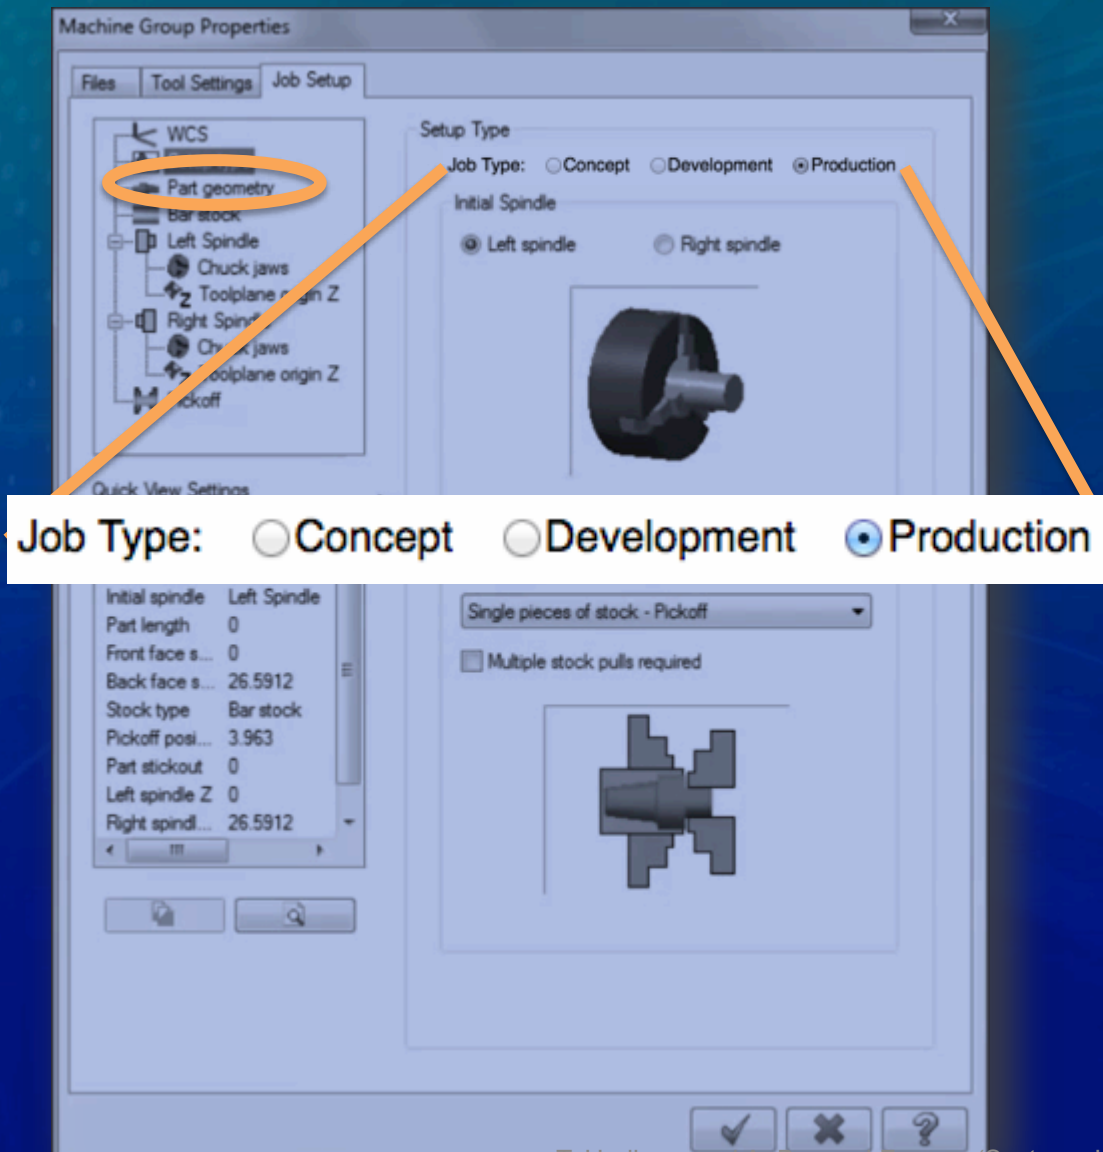 Machine Group Properties
Files Tool Settings Job Setup
WCS
Part geometry
Bar stock
Left Spindle
Chuck jaws
Toolplane origin Z
Right Spindle
Chuck jaws
Toolplane origin Z
Pickoff
Setup Type
Job Type: Concept Development Production
Initial Spindle
Left spindle Right spindle
Quick View Settings
Job Type: Concept Development Production
Initial spindle Left Spindle
Part length 0
Front face s... 0
Back face s... 26.5912
Stock type Bar stock
Pickoff posi... 3.963
Part stickout 0
Left spindle Z 0
Right spindl... 26.5912
Single pieces of stock - Pickoff
Multiple stock pulls required